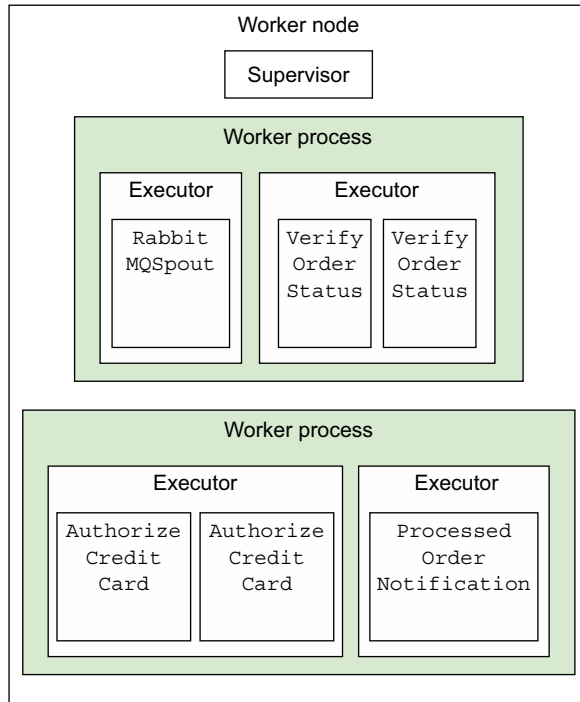 Worker node
Supervisor
Worker process
Executor
Rabbit
MQSpout
Executor
Verify
Order
Status
Verify
Order
Status
Worker process
Executor
Authorize
Credit
Card
Authorize
Credit
Card
Executor
Processed
Order
Notification